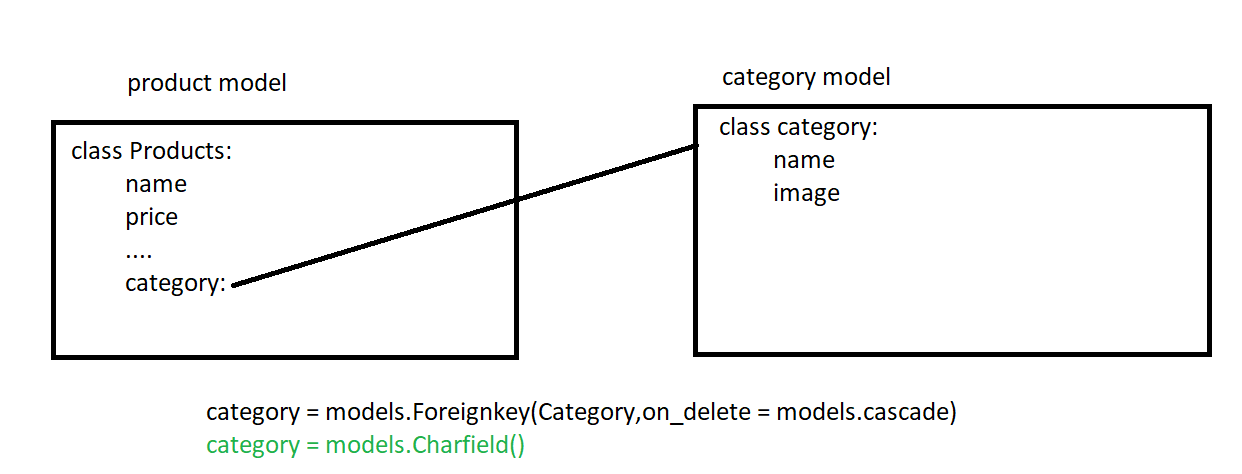 product model
class Products:
name
price
....
category:
category model
class category:
name
image
category = models.Foreignkey(Category,on_delete = models.cascade)
category = models.Charfield()